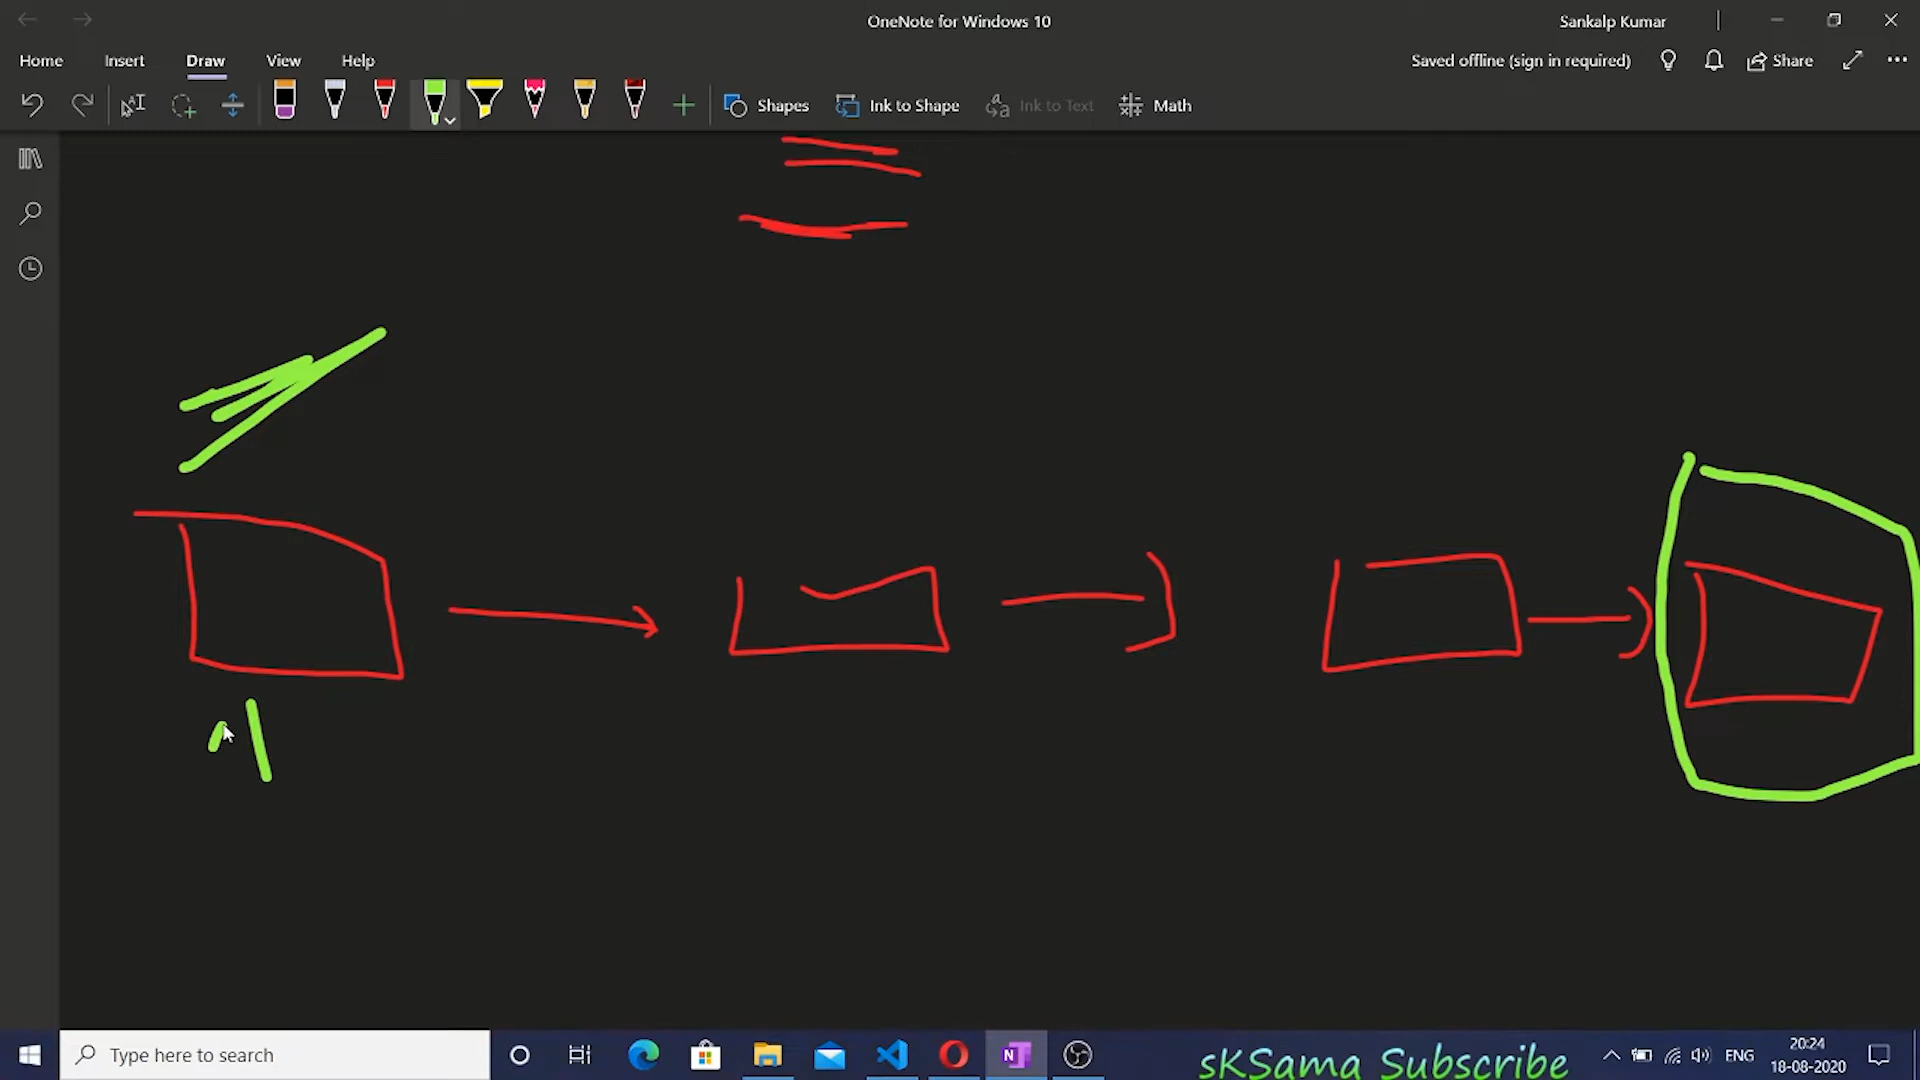 OneNote for Windows 10
Sankalp Kumar
Home Insert Draw View Help
Saved offline (sign in required)
Share
Shapes
Ink to Shape
Ink to Text
Math
Type here to search
sKSama Subscribe
ENG
20:24
18-08-2020